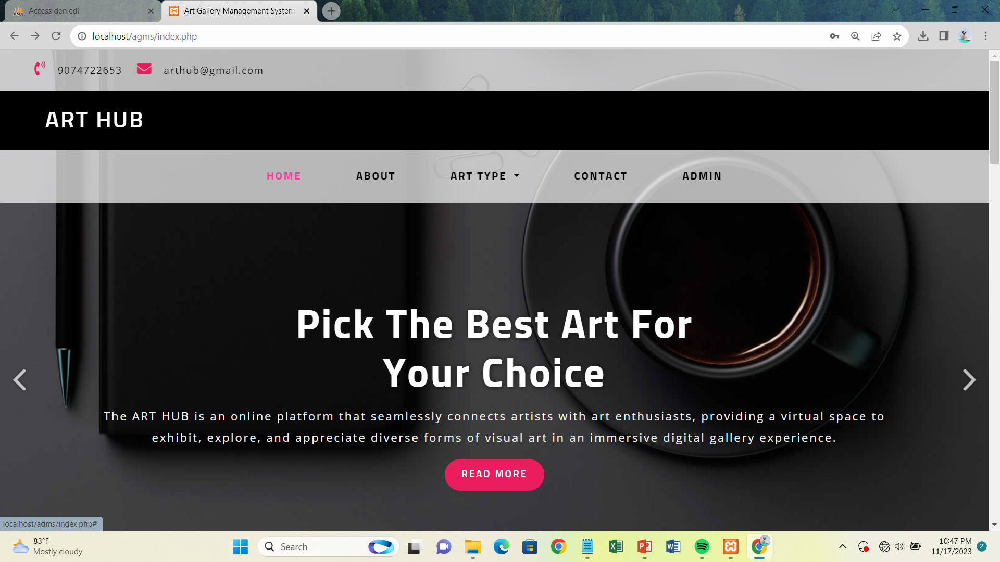 Access denied!
Art Gallery Management System
localhost/agms/index.php
9074722653
arthub@gmail.com
ART HUB
HOME
ABOUT
ART TYPE
CONTACT
ADMIN
Pick The Best Art For
Your Choice
The ART HUB is an online platform that seamlessly connects artists with art enthusiasts, providing a virtual space to
exhibit, explore, and appreciate diverse forms of visual art in an immersive digital gallery experience.
READ MORE
localhost/agms/index.php#
83°F
Mostly cloudy
Search
10:47 PM
11/17/2023
2